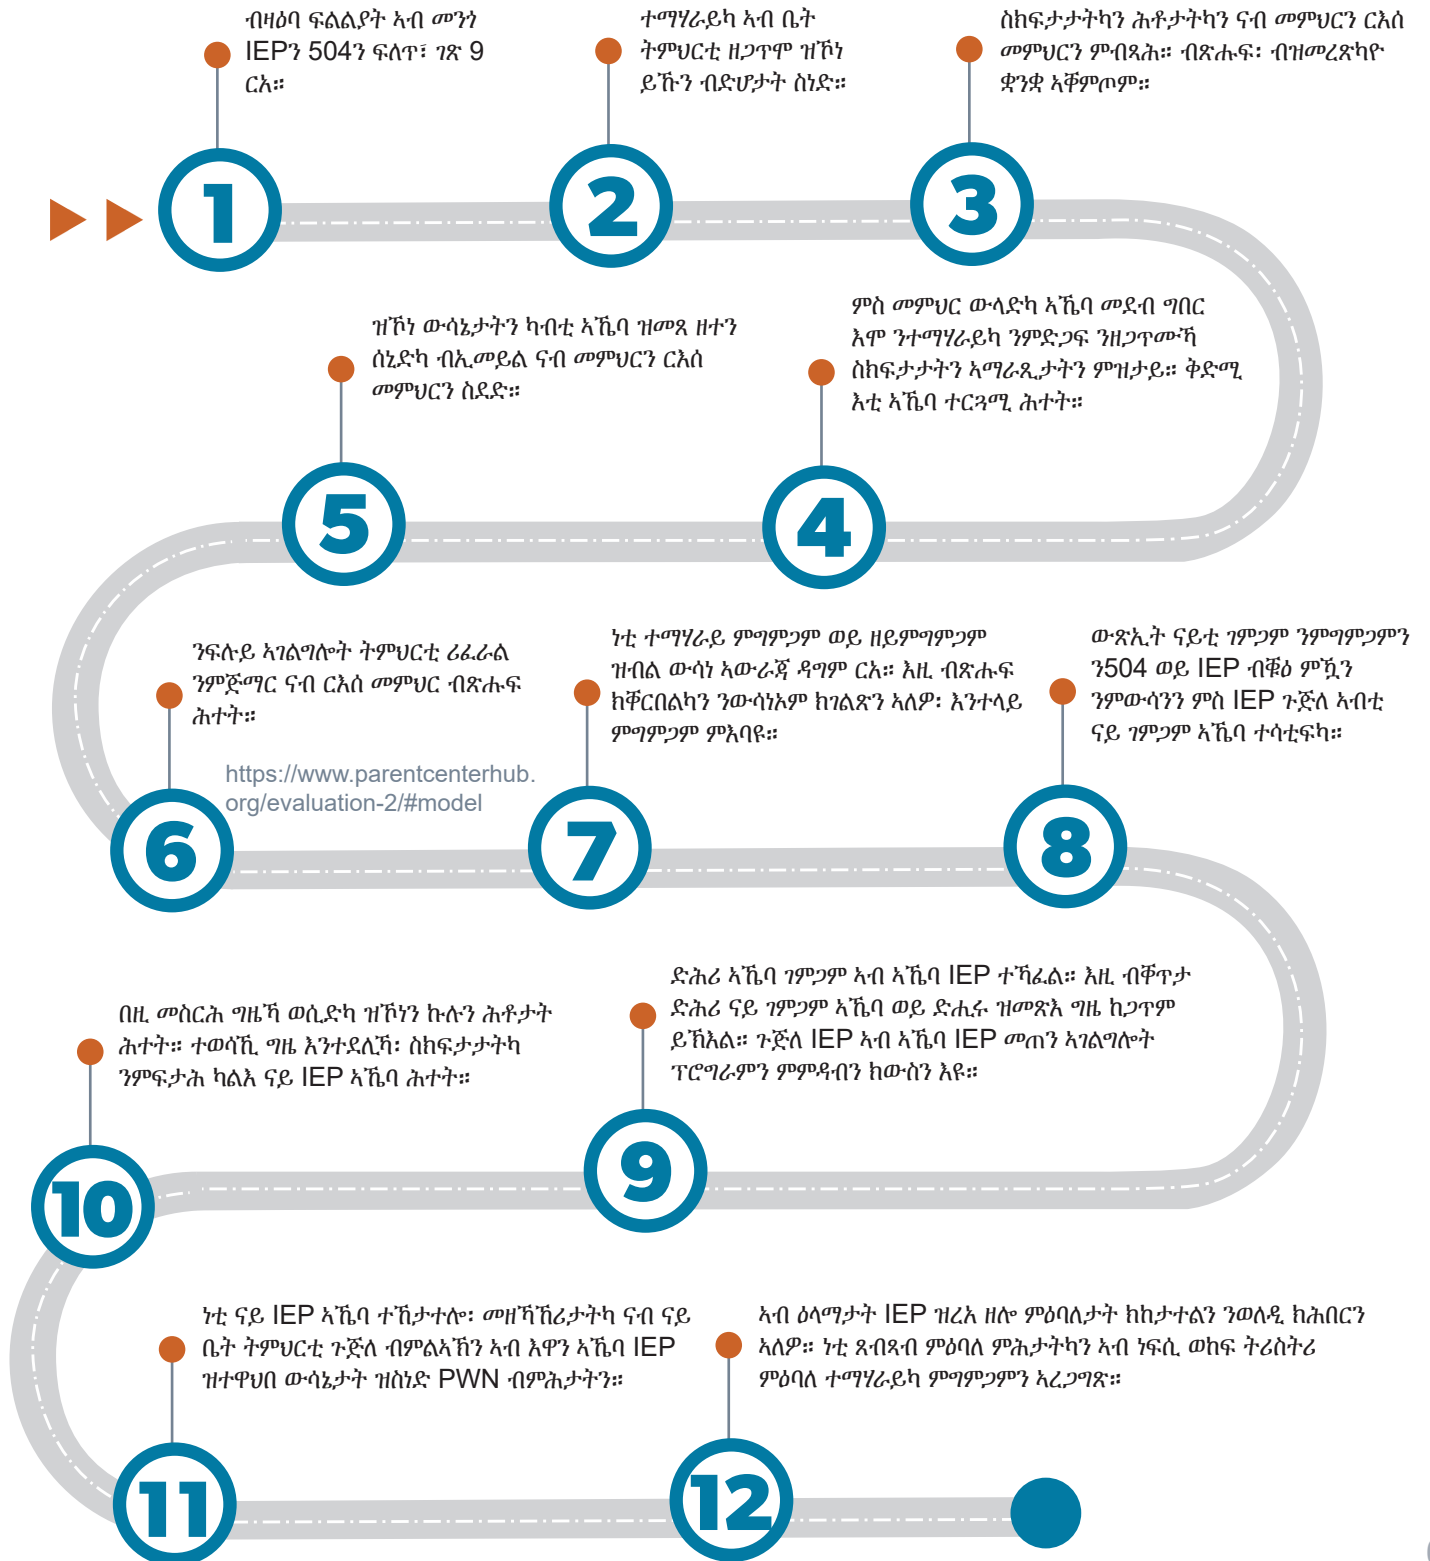 ብዛዕባ ፍልልያት ኣብ መንጎ
IEPን 504ን ፍለጥ፣ ገጽ 9
ርአ።
1
ተማሃራይካ ኣብ ቤት
ትምህርቲ ዘጋጥሞ ዝኾነ
ይኹን ብድሆታት ስነድ።
2
ስክፍታታትካን ሕቶታትካን ናብ መምህርን ርእሰ
መምህርን ምብጻሕ። ብጽሑፍ፡ ብዝመረጽካዮ
ቋንቋ ኣቐምጦም።
3
ምስ መምህር ውላድካ ኣኼባ መደብ ግበር
እሞ ንተማሃራይካ ንምድጋፍ ንዘጋጥሙኻ
ስክፍታታትን ኣማራጺታትን ምዝታይ። ቅድሚ
እቲ ኣኼባ ተርጓሚ ሕተት።
4
ዝኾነ ውሳኔታትን ካብቲ ኣኼባ ዝመጸ ዘተን
ሰኒድካ ብኢመይል ናብ መምህርን ርእሰ
መምህርን ስደድ።
5
ንፍሉይ ኣገልግሎት ትምህርቲ ሪፈራል
ንምጅማር ናብ ርእሰ መምህር ብጽሑፍ
ሕተት።
https://www.parentcenterhub.
org/evaluation-2/#model
6
ነቲ ተማሃራይ ምግምጋም ወይ ዘይምግምጋም
ዝብል ውሳነ ኣውራጃ ዳግም ርአ። እዚ ብጽሑፍ
ክቐርበልካን ንውሳነኦም ክገልጽን ኣለዎ፡ እንተላይ
ምግምጋም ምእባዩ።
7
ውጽኢት ናይቲ ገምጋም ንምግምጋምን
ን504 ወይ IEP ብቑዕ ምዃን
ንምውሳንን ምስ IEP ጉጅለ ኣብቲ
ናይ ገምጋም ኣኼባ ተሳቲፍካ።
8
ድሕሪ ኣኼባ ገምጋም ኣብ ኣኼባ IEP ተኻፈል። እዚ ብቐጥታ
ድሕሪ ናይ ገምጋም ኣኼባ ወይ ድሒሩ ዝመጽእ ግዜ ከጋጥም
ይኽእል። ጉጅለ IEP ኣብ ኣኼባ IEP መጠን ኣገልግሎት
ፕሮግራምን ምምዳብን ክውስን እዩ።
9
በዚ መስርሕ ግዜኻ ወሲድካ ዝኾነን ኩሉን ሕቶታት
ሕተት። ተወሳኺ ግዜ እንተደሊኻ፡ ስክፍታታትካ
ንምፍታሕ ካልእ ናይ IEP ኣኼባ ሕተት።
10
ነቲ ናይ IEP ኣኼባ ተኸታተሎ፡ መዘኻኸሪታትካ ናብ ናይ
ቤት ትምህርቲ ጉጅለ ብምልኣኽን ኣብ እዋን ኣኼባ IEP
ዝተዋህበ ውሳኔታት ዝስነድ PWN ብምሕታትን።
11
ኣብ ዕላማታት IEP ዝረአ ዘሎ ምዕባለታት ክከታተልን ንወለዲ ክሕበርን
ኣለዎ። ነቲ ጸብጻብ ምዕባለ ምሕታትካን ኣብ ነፍሲ ወከፍ ትሪስትሪ
ምዕባለ ተማሃራይካ ምግምጋምን ኣረጋግጽ።
12